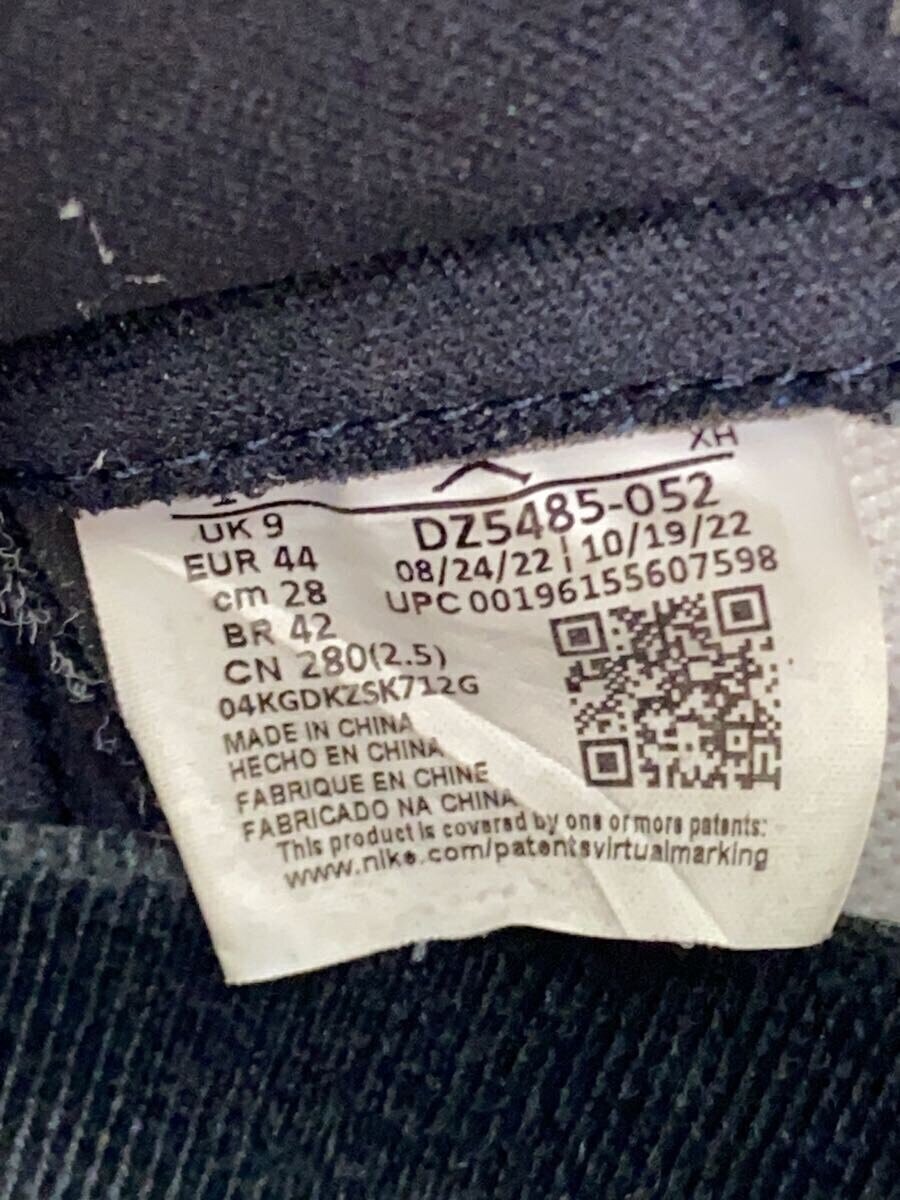 XH
UK 9
EUR 44
cm 28
BR 42
CN 280(2.5)
04KGDKZSK712G
DZ5485-052
08/24/22 | 10/19/22
UPC 00196155607598
MADE IN CHINA
HECHO EN CHINA
FABRIQUE EN CHINE
FABRICADO NA CHINA
This product is covered by one or more patents:
www.nike.com/patentsvirtualmarking